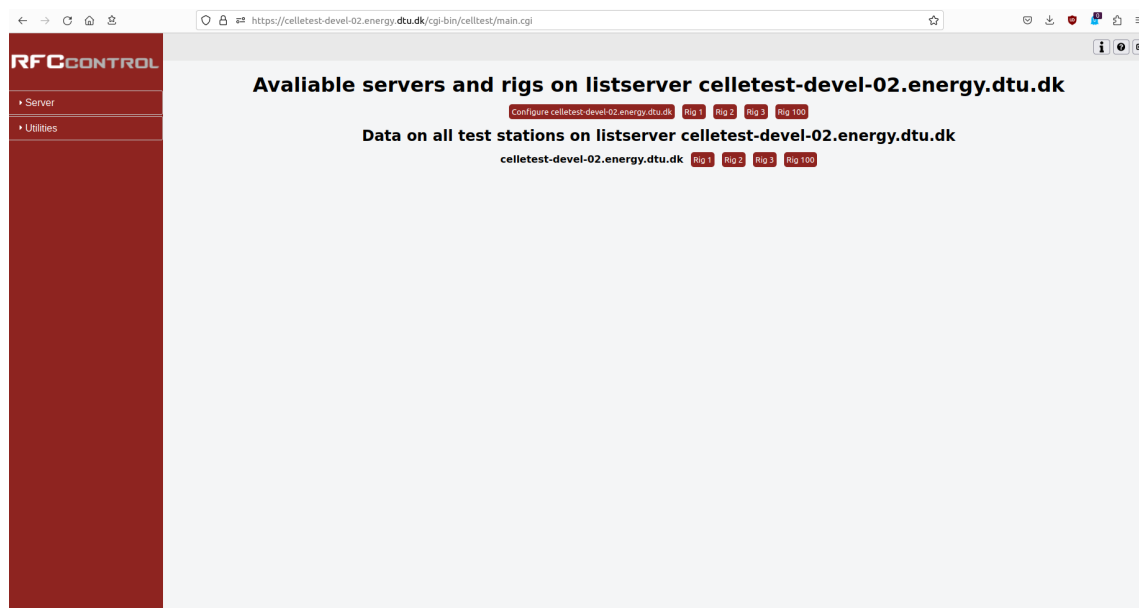 https://celletest-devel-02.energy.dtu.dk/cgi-bin/celltest/main.cgi
RFCCONTROL
Server
Utilities
Avaliable servers and rigs on listserver celletest-devel-02.energy.dtu.dk
Configure celletest-devel-02.energy.dtu.dk Rig 1 Rig 2 Rig 3 Rig 100
Data on all test stations on listserver celletest-devel-02.energy.dtu.dk
celletest-devel-02.energy.dtu.dk Rig 1 Rig 2 Rig 3 Rig 100